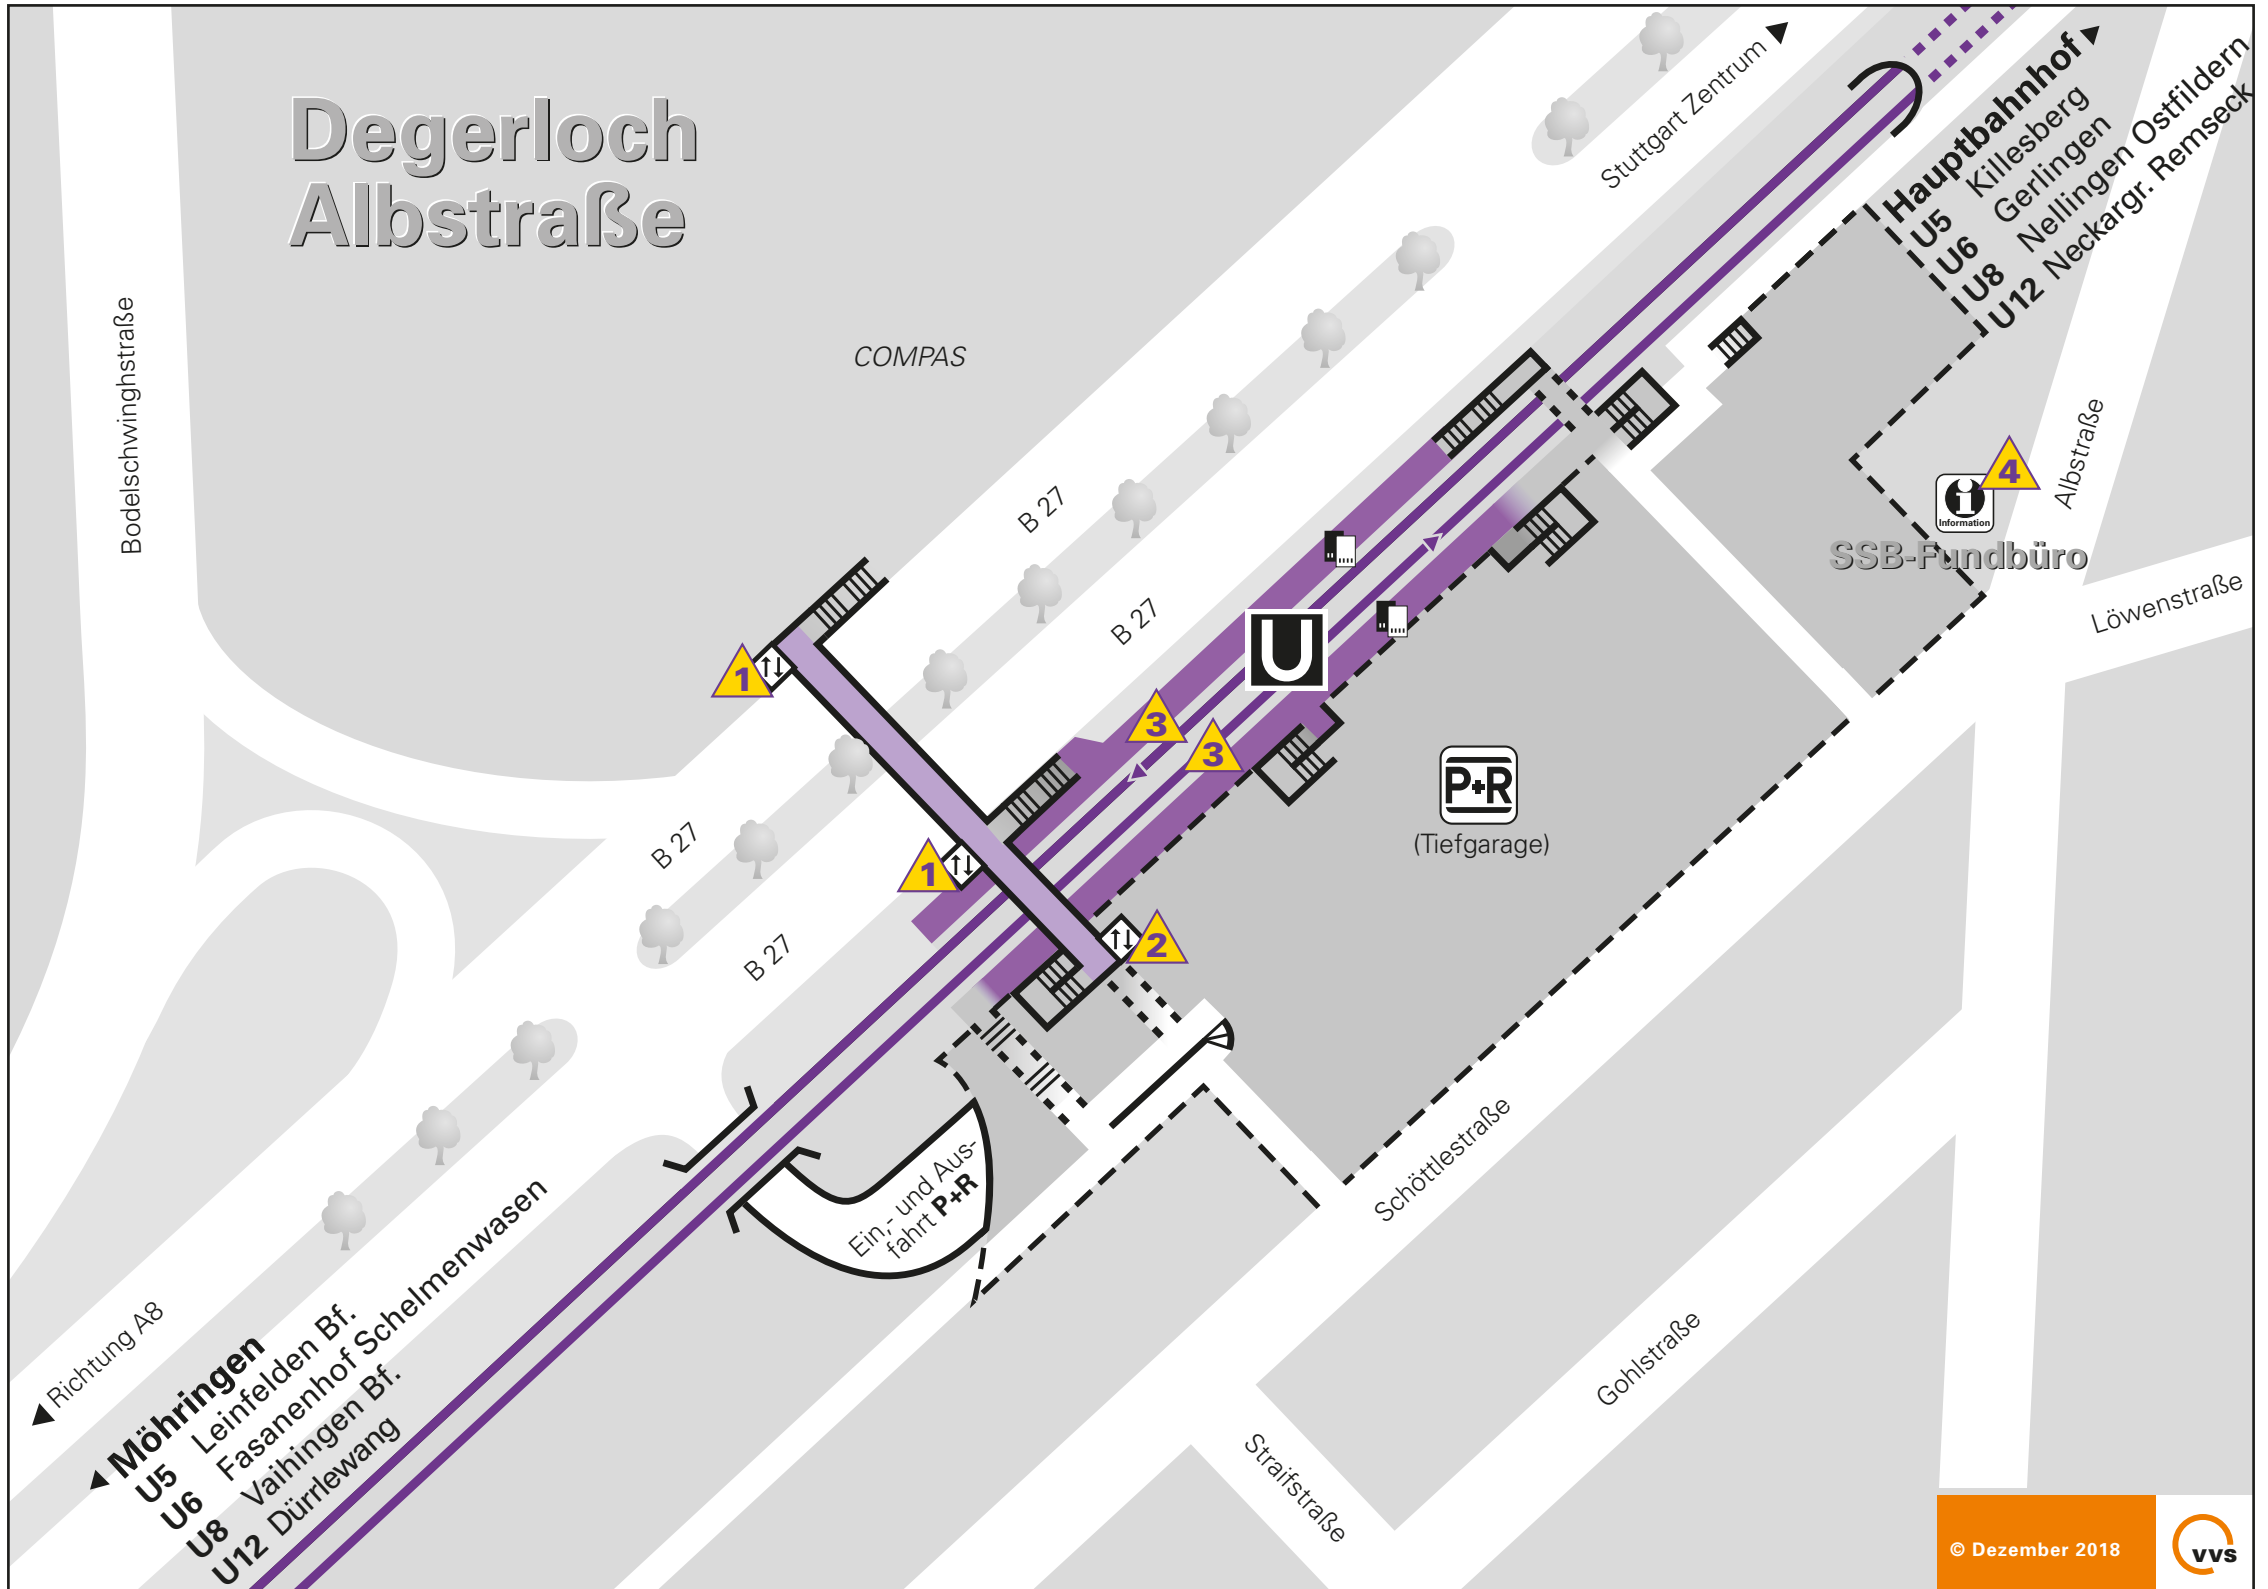 Degerloch
Albstraße
Stuttgart Zentrum
Hauptbahnhof
U5 Killesberg
U6 Gerlingen
U8 Nellingen Ostfildern
U12 Neckargr. Remseck
Bodelschwinghstraße
COMPAS
B 27
B 27
B 27
B 27
Albstraße
4
i
Information
SSB-Fundbüro
Löwenstraße
1
U
3
3
P+R
(Tiefgarage)
1
2
Ein,- und Aus-
fahrt P+R
Schöttlestraße
Gohlstraße
Straifstraße
Richtung A8
Möhringen
U5 Leinfelden Bf.
U6 Fasanenhof Schelmenwasen
U8 Vaihingen Bf.
U12 Dürrlewang
© Dezember 2018
vvs